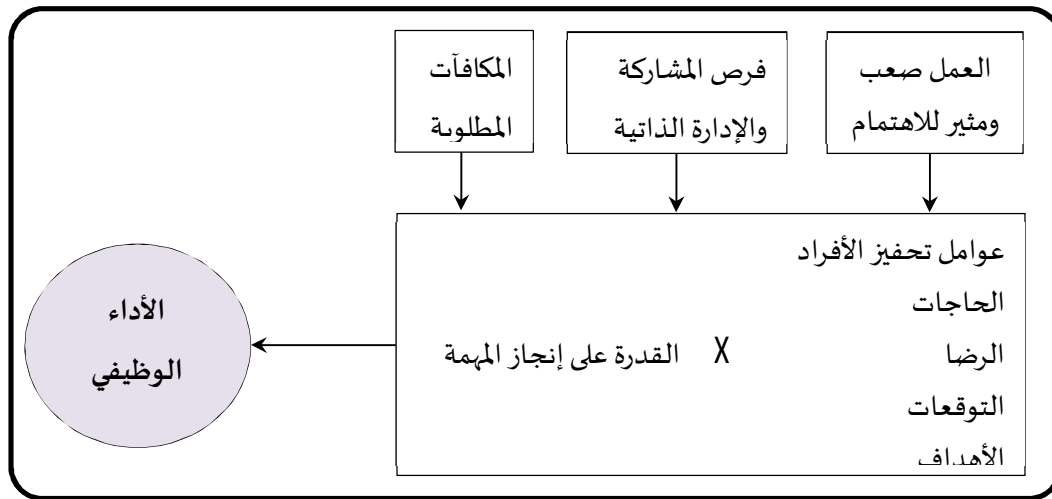 العمل صعب
ومثير للاهتمام
فرص المشاركة
والإدارة الذاتية
المكافآت
المطلوبة
عوامل تحفيز الأفراد
الحاجات
الرضا X القدرة على إنجاز المهمة
التوقعات
الأهداف
الأداء
الوظيفي